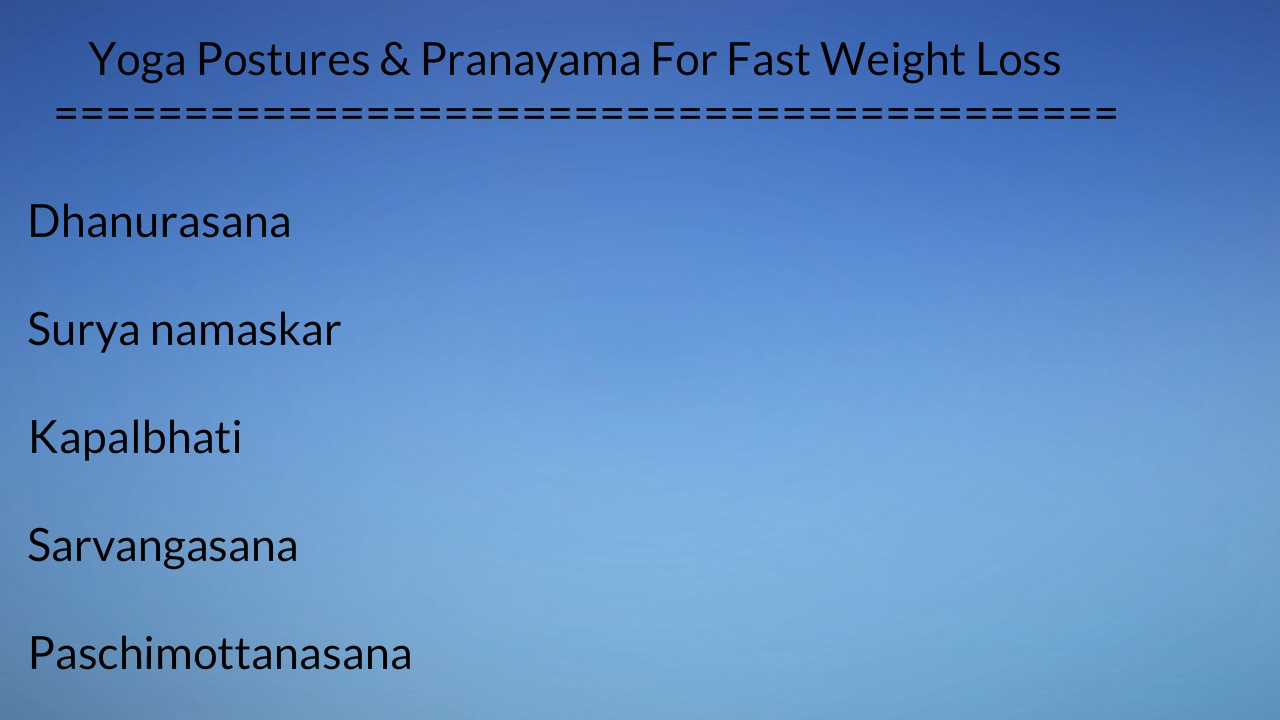 Yoga Postures & Pranayama For Fast Weight Loss
=========================================
Dhanurasana
Surya namaskar
Kapalbhati
Sarvangasana
Paschimottanasana